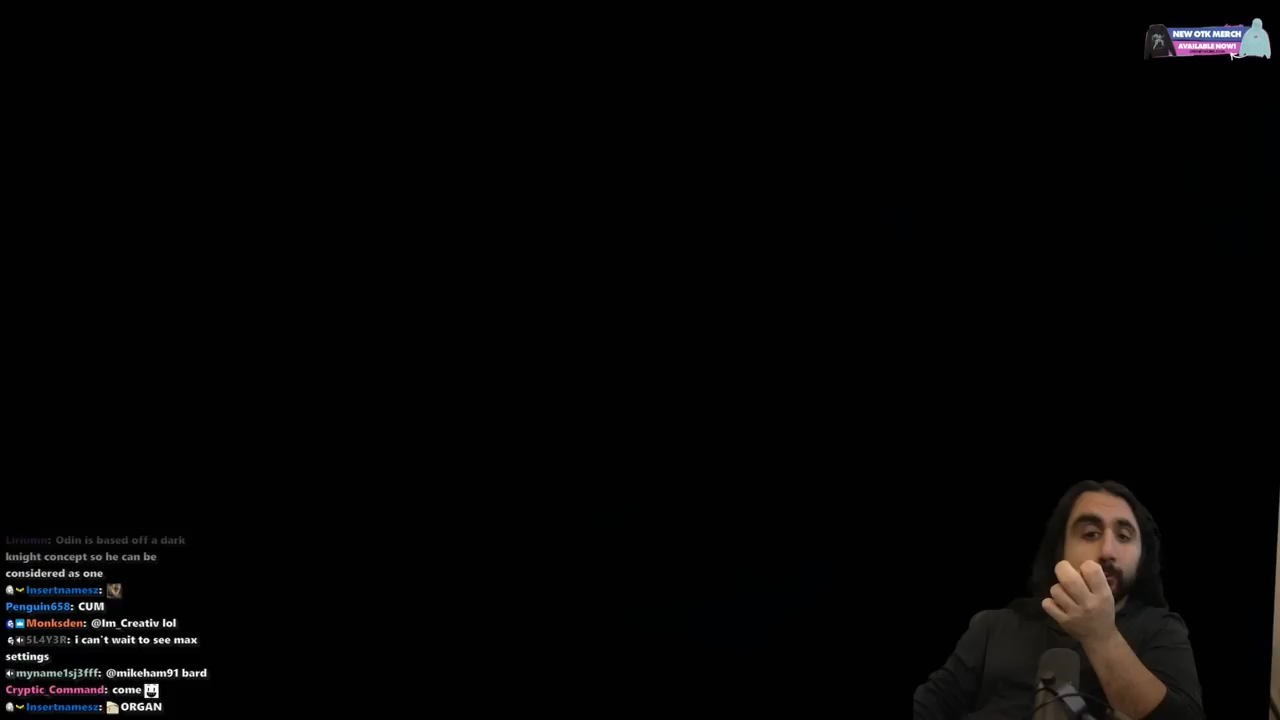 NEW OTK MERCH
AVAILABLE NOW!
Odin is based off a dark
knight concept so he can be
considered as one
Insertnamesz:
Penguin658: CUM
Monksden: @Im_Creativ lol
5L4Y3R: i can't wait to see max
settings
myname1sj3fff: @mikeham91 bard
Cryptic_Command: come
Insertnamesz: ORGAN